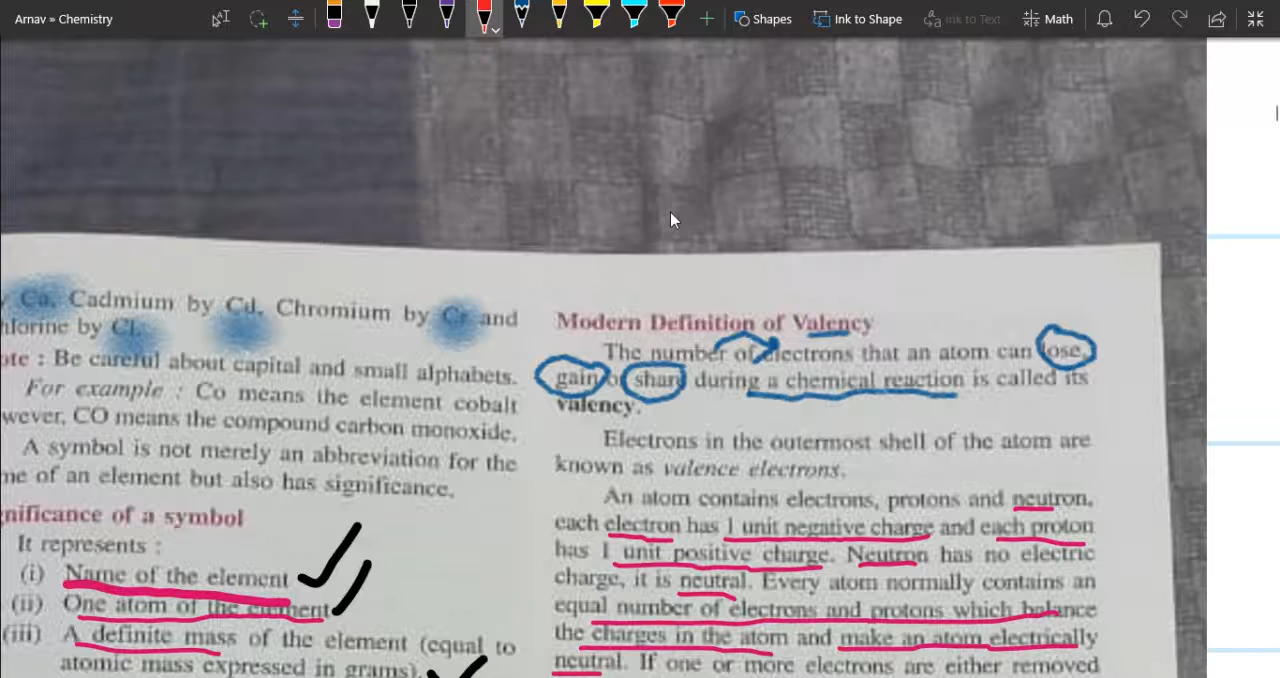 Arnav » Chemistry
Shapes
Ink to Shape
Ink to Text
Math
Ca, Cadmium by Cd, Chromium by Cr and
hlorine by Cl.
ote : Be careful about capital and small alphabets.
For example : Co means the element cobalt
wever, CO means the compound carbon monoxide.
A symbol is not merely an abbreviation for the
me of an element but also has significance.
gnificance of a symbol
It represents :
(i) Name of the element
(ii) One atom of the element
(iii) A definite mass of the element (equal to
atomic mass expressed in grams).
Modern Definition of Valency
The number of electrons that an atom can lose,
gain or share during a chemical reaction is called its
valency.
Electrons in the outermost shell of the atom are
known as valence electrons.
An atom contains electrons, protons and neutron,
each electron has 1 unit negative charge and each proton
has 1 unit positive charge. Neutron has no electric
charge, it is neutral. Every atom normally contains an
equal number of electrons and protons which balance
the charges in the atom and make an atom electrically
neutral. If one or more electrons are either removed